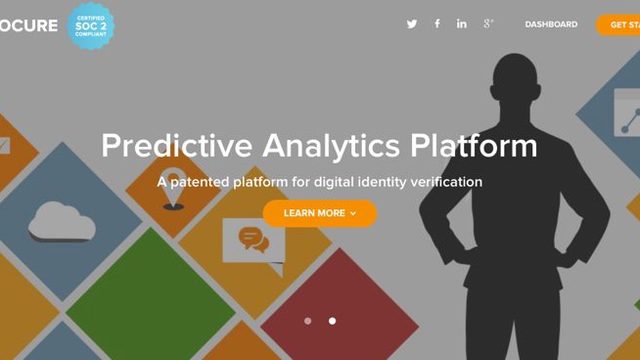 OCURE
CERTIFIED
SOC 2
COMPLIANT
DASHBOARD
GET STA
Predictive Analytics Platform
A patented platform for digital identity verification
LEARN MORE